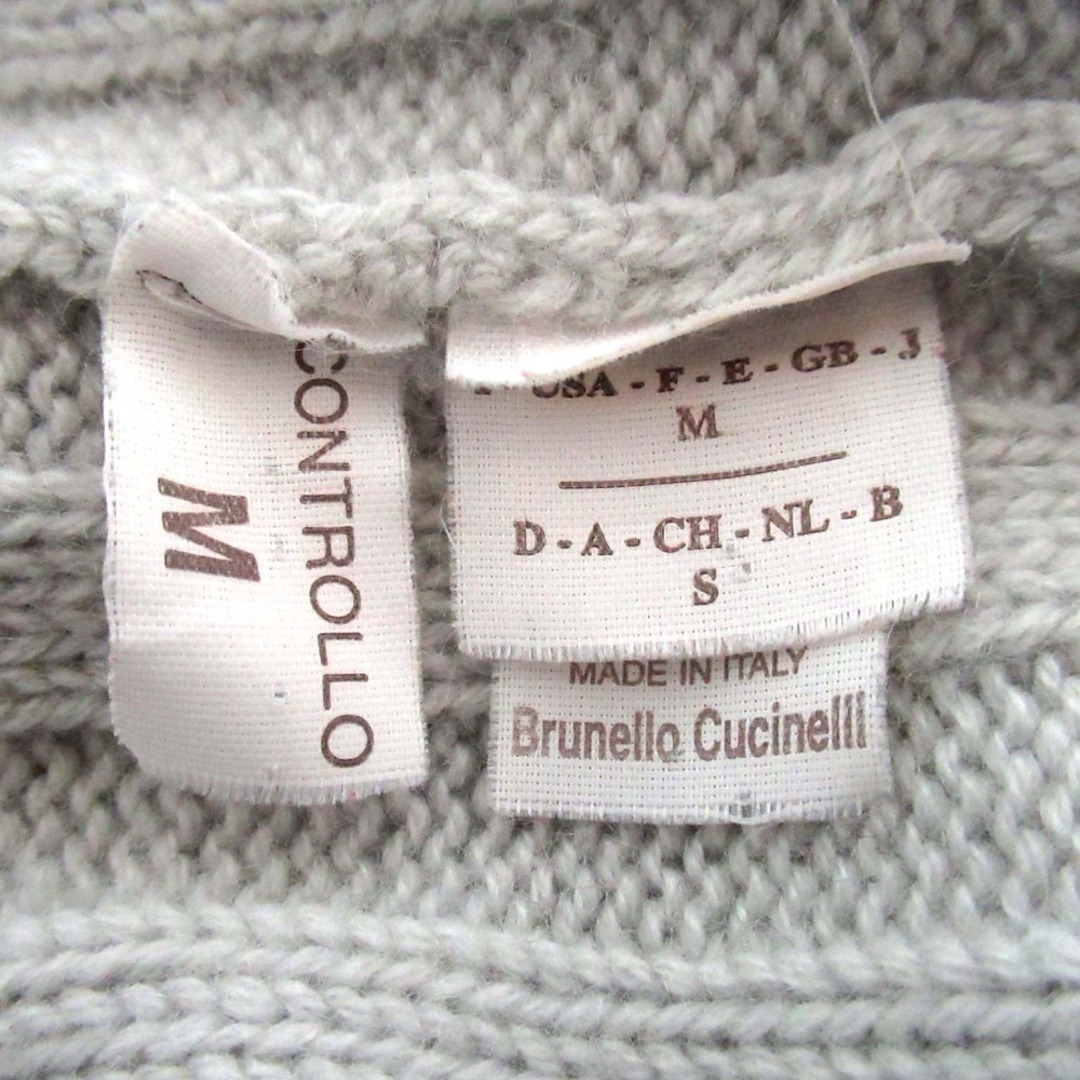 CONTROLLO
M
USA - F - E - GB - J
M
D - A - CH - NL - B
S
MADE IN ITALY
Brunello Cucinelli